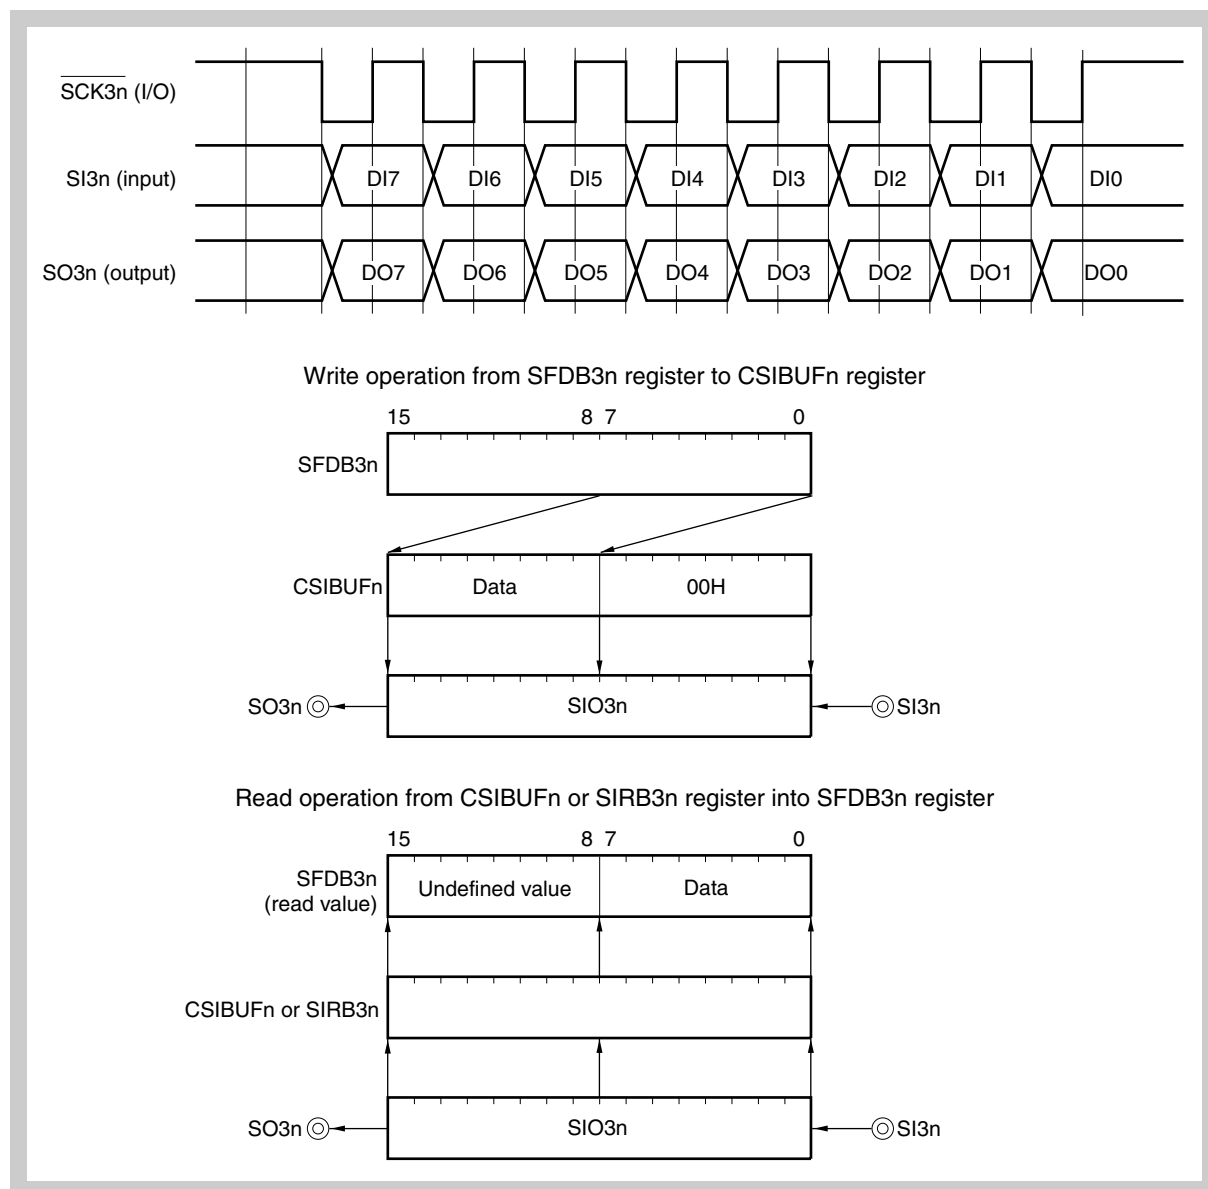 SCK3n (I/O)
SI3n (input) DI7 DI6 DI5 DI4 DI3 DI2 DI1 DI0
SO3n (output) DO7 DO6 DO5 DO4 DO3 DO2 DO1 DO0
Write operation from SFDB3n register to CSIBUFn register
15 8 7 0
SFDB3n
CSIBUFn Data 00H
SO3n SIO3n SI3n
Read operation from CSIBUFn or SIRB3n register into SFDB3n register
15 8 7 0
SFDB3n
(read value) Undefined value Data
CSIBUFn or SIRB3n
SO3n SIO3n SI3n